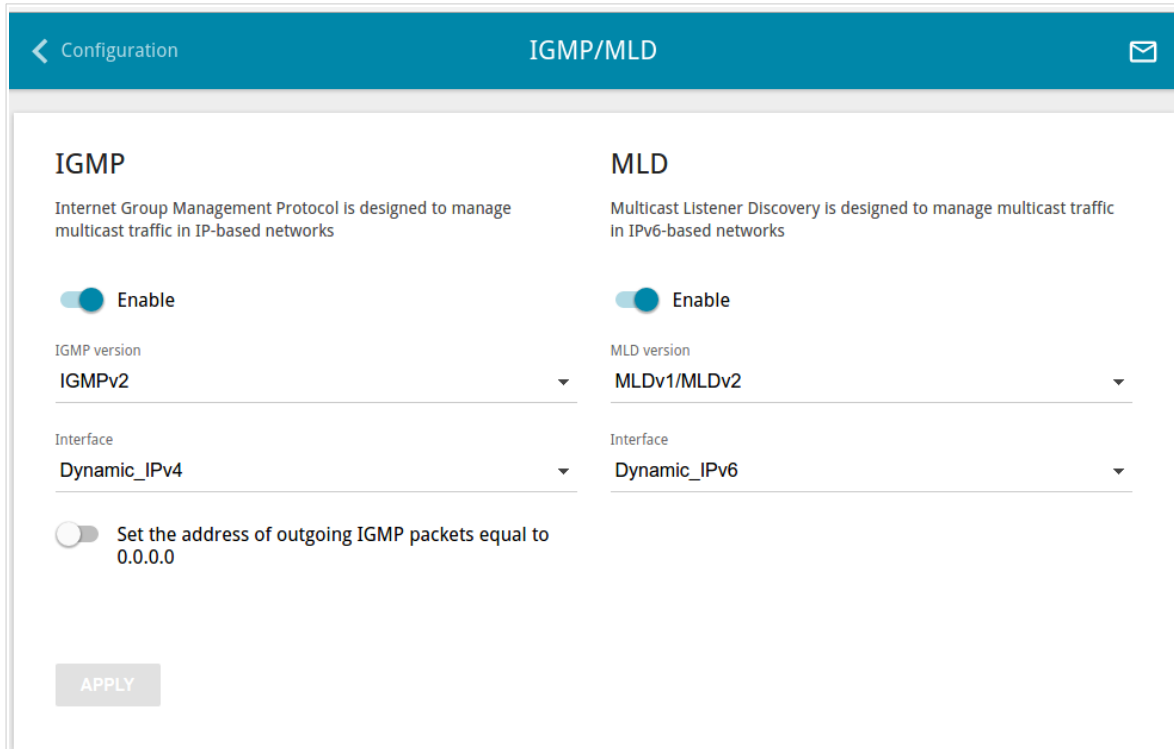 Configuration
IGMP/MLD
IGMP
Internet Group Management Protocol is designed to manage
multicast traffic in IP-based networks
Enable
IGMP version
IGMPv2
Interface
Dynamic_IPv4
Set the address of outgoing IGMP packets equal to
0.0.0.0
APPLY
MLD
Multicast Listener Discovery is designed to manage multicast traffic
in IPv6-based networks
Enable
MLD version
MLDv1/MLDv2
Interface
Dynamic_IPv6